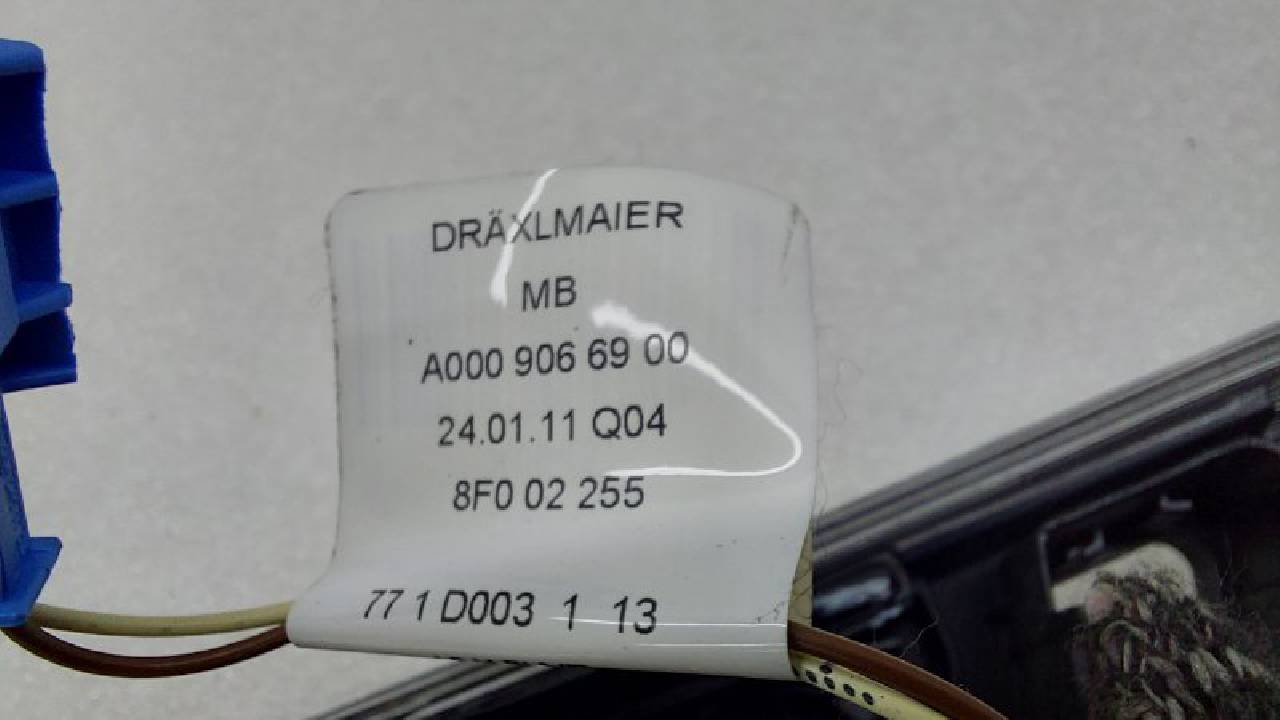 DRÄXLMAIER
MB
A000 906 69 00
24.01.11 Q04
8F0 02 255
77 1 D003 1 13